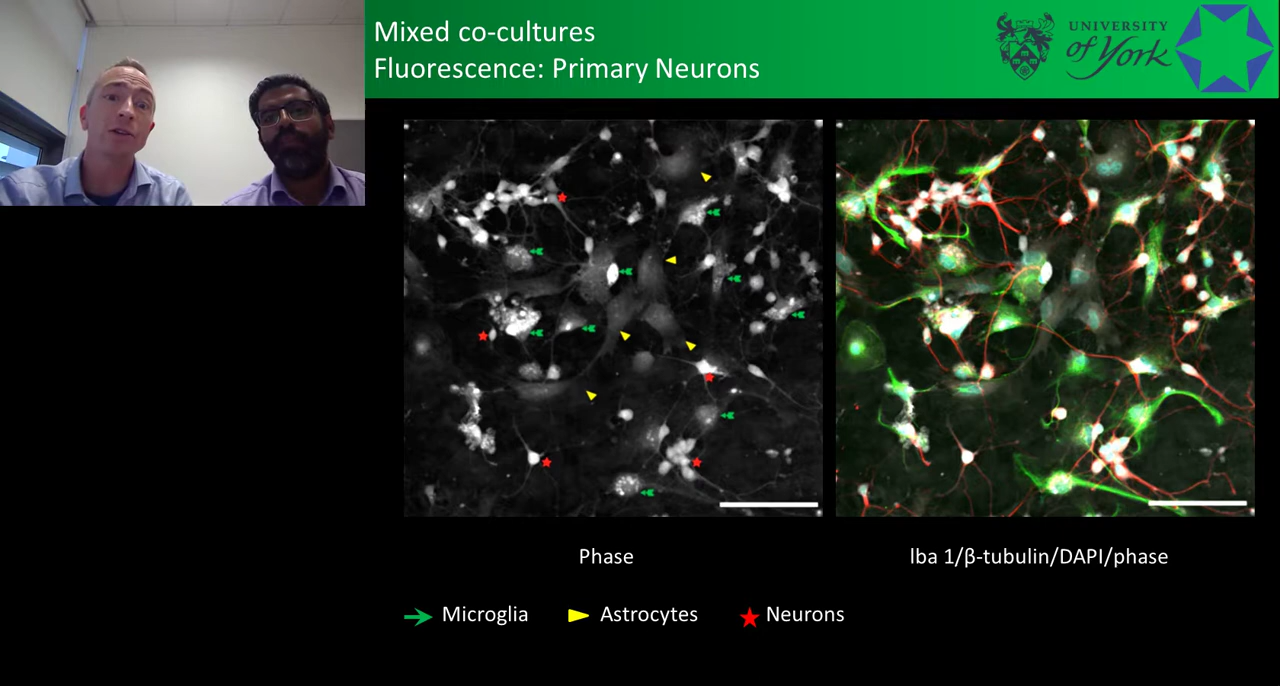 Mixed co-cultures
Fluorescence: Primary Neurons
UNIVERSITY
of York
Phase
Iba 1/β-tubulin/DAPI/phase
Microglia
Astrocytes
Neurons